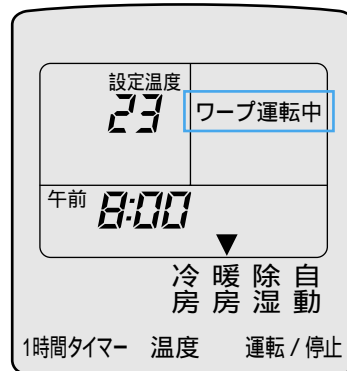 設定温度
23
ワープ運転中
午前 8:00
▼
冷房 暖房 除湿 自動
1時間タイマー 温度 運転 / 停止